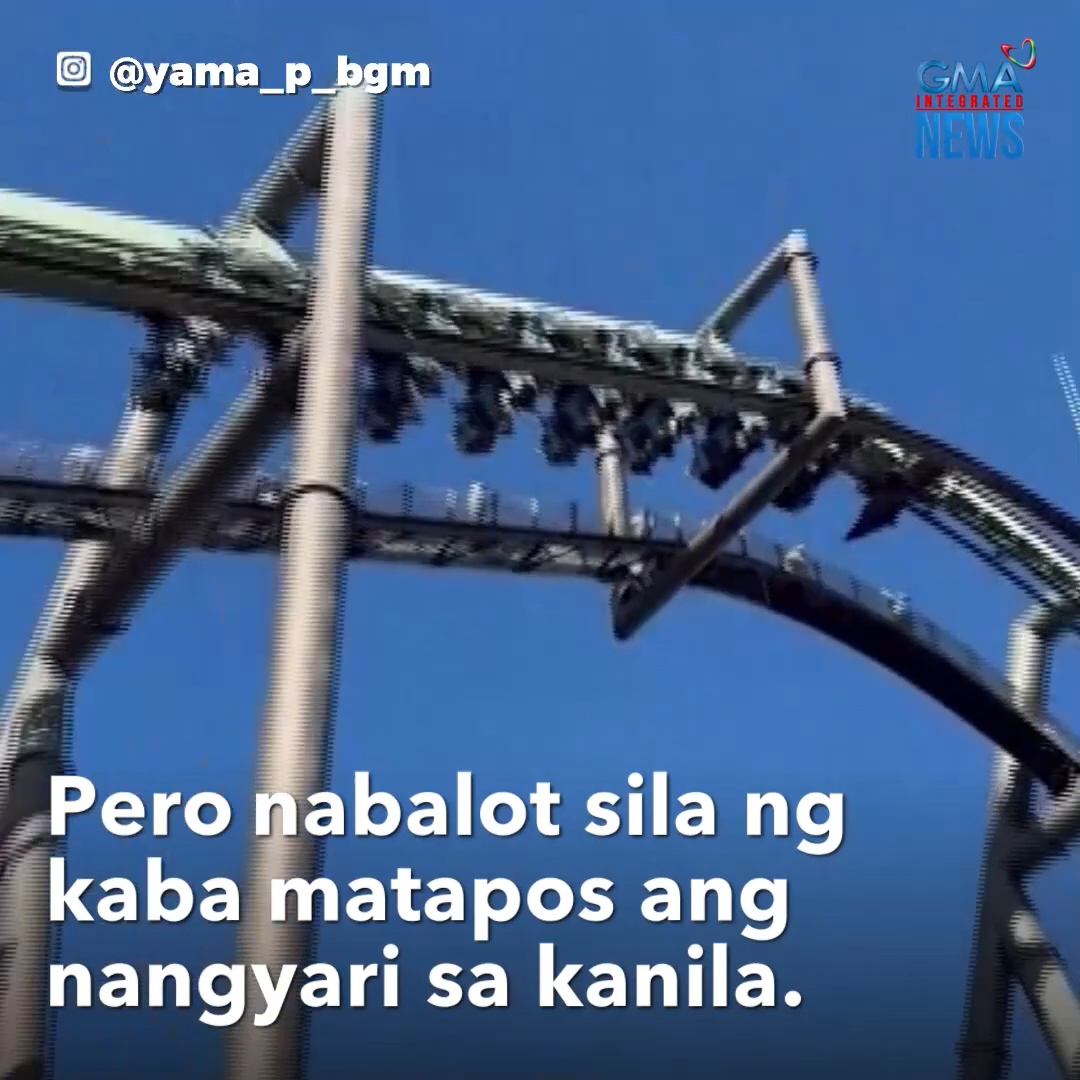 @yama_p_bgm
GMA
INTEGRATED
NEWS
Pero nabalot sila ng
kaba matapos ang
nangyari sa kanila.